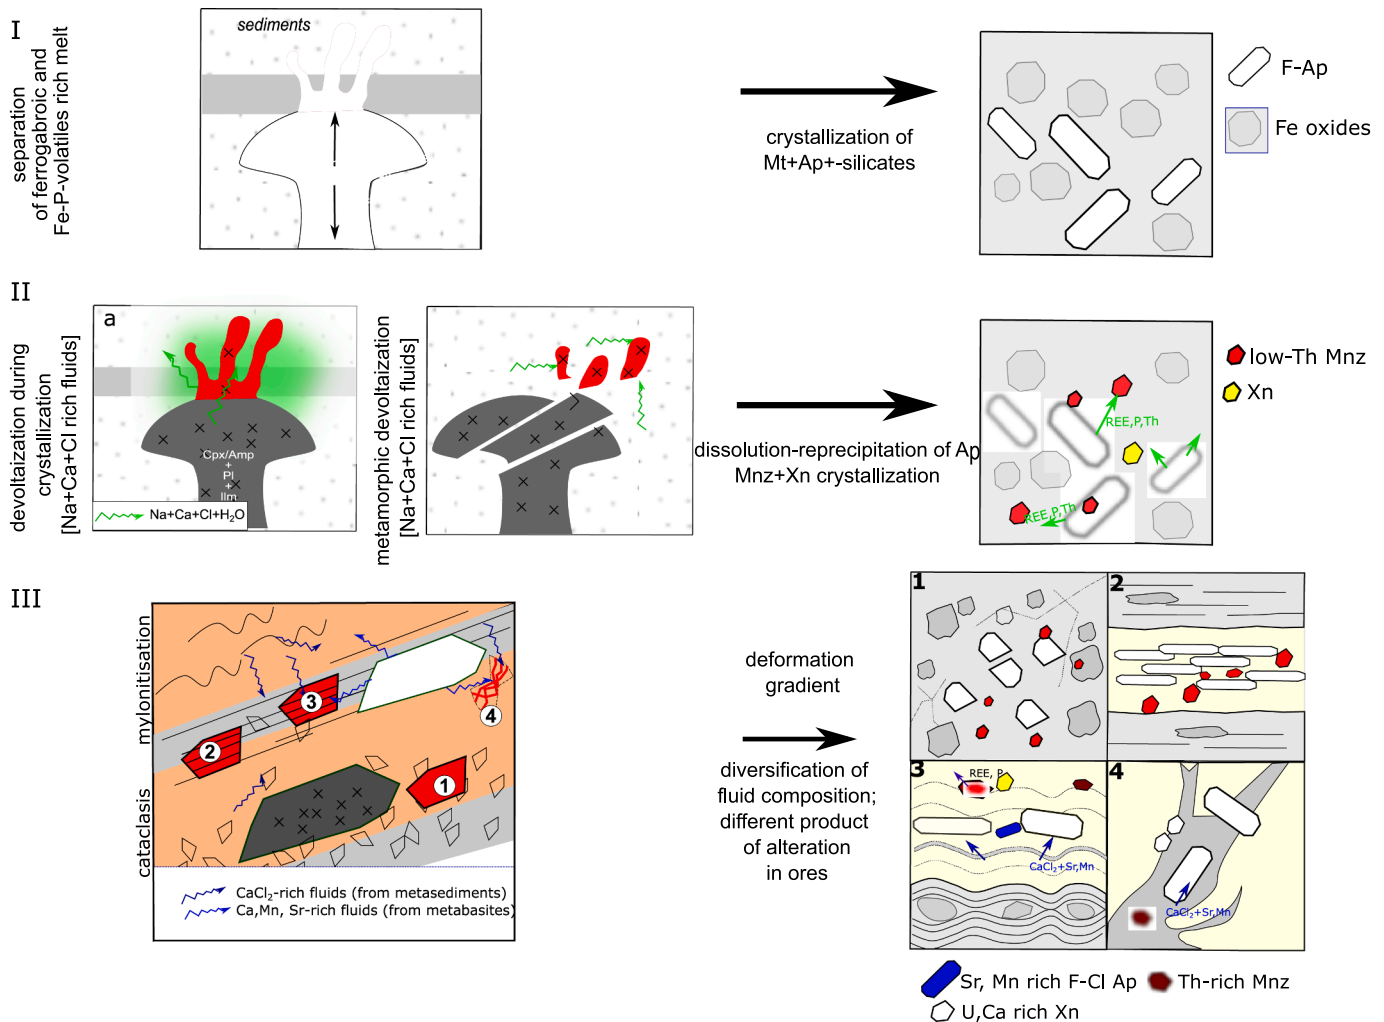 I
separation
of ferrogabroic and
Fe-P-volatiles rich melt
sediments
crystallization of
Mt+Ap+-silicates
F-Ap
Fe oxides
II
devoltaization during
crystallization
[Na+Ca+Cl rich fluids]
a
Cpx/Amp
+
Pl
+
Ilm
Na+Ca+Cl+H₂O
metamorphic devoltaization
[Na+Ca+Cl rich fluids]
dissolution-reprecipitation of Ap
Mnz+Xn crystallization
REE,P,Th
REE,P,Th
low-Th Mnz
Xn
III
mylonitisation
cataclasis
3
2
4
1
CaCl₂-rich fluids (from metasediments)
Ca,Mn, Sr-rich fluids (from metabasites)
deformation
gradient
diversification of
fluid composition;
different product
of alteration
in ores
1
2
3
REE, P
CaCl₂+Sr,Mn
4
CaCl₂+Sr,Mn
Sr, Mn rich F-Cl Ap
Th-rich Mnz
U,Ca rich Xn